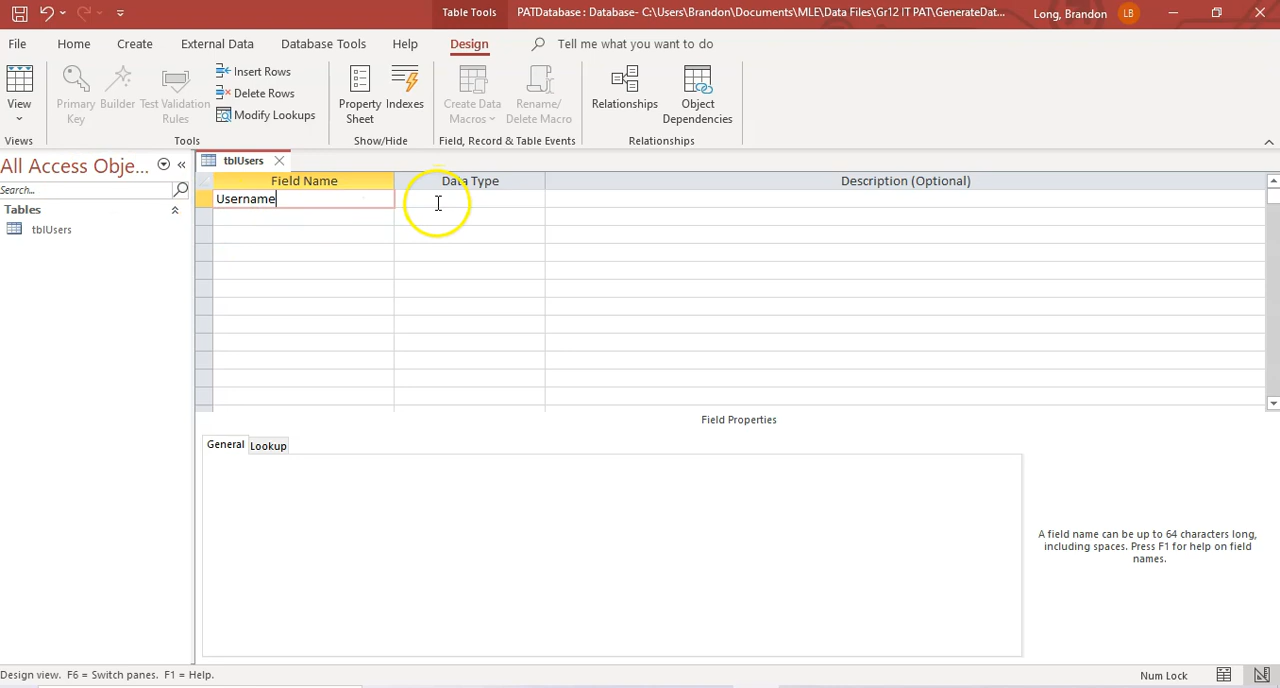 Table Tools
PATDatabase : Database- C:\Users\Brandon\Documents\MLE\Data Files\Gr12 IT PAT\GenerateDat...
Long, Brandon
LB
File
Home
Create
External Data
Database Tools
Help
Design
Tell me what you want to do
View
Primary Key
Builder
Test Validation Rules
Insert Rows
Delete Rows
Modify Lookups
Property Sheet
Indexes
Create Data Macros
Rename/ Delete Macro
Relationships
Object Dependencies
Views
Tools
Show/Hide
Field, Record & Table Events
Relationships
All Access Obje...
Search...
Tables
tblUsers
tblUsers
Field Name
Data Type
Description (Optional)
Username
Field Properties
General
Lookup
A field name can be up to 64 characters long,
including spaces. Press F1 for help on field
names.
Design view.  F6 = Switch panes.  F1 = Help.
Num Lock